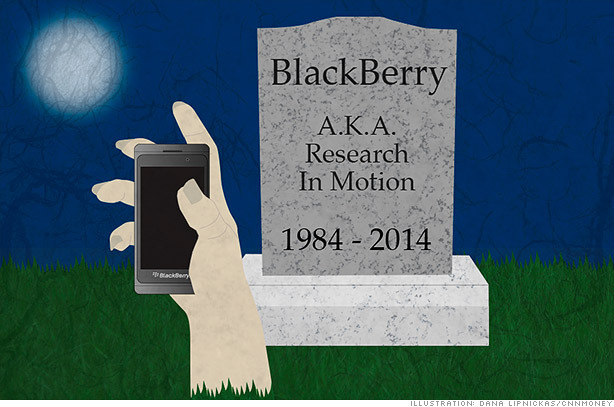 BlackBerry
A.K.A.
Research
In Motion
1984 - 2014
BlackBerry
ILLUSTRATION: DANA LIPNICKAS/CNNMONEY